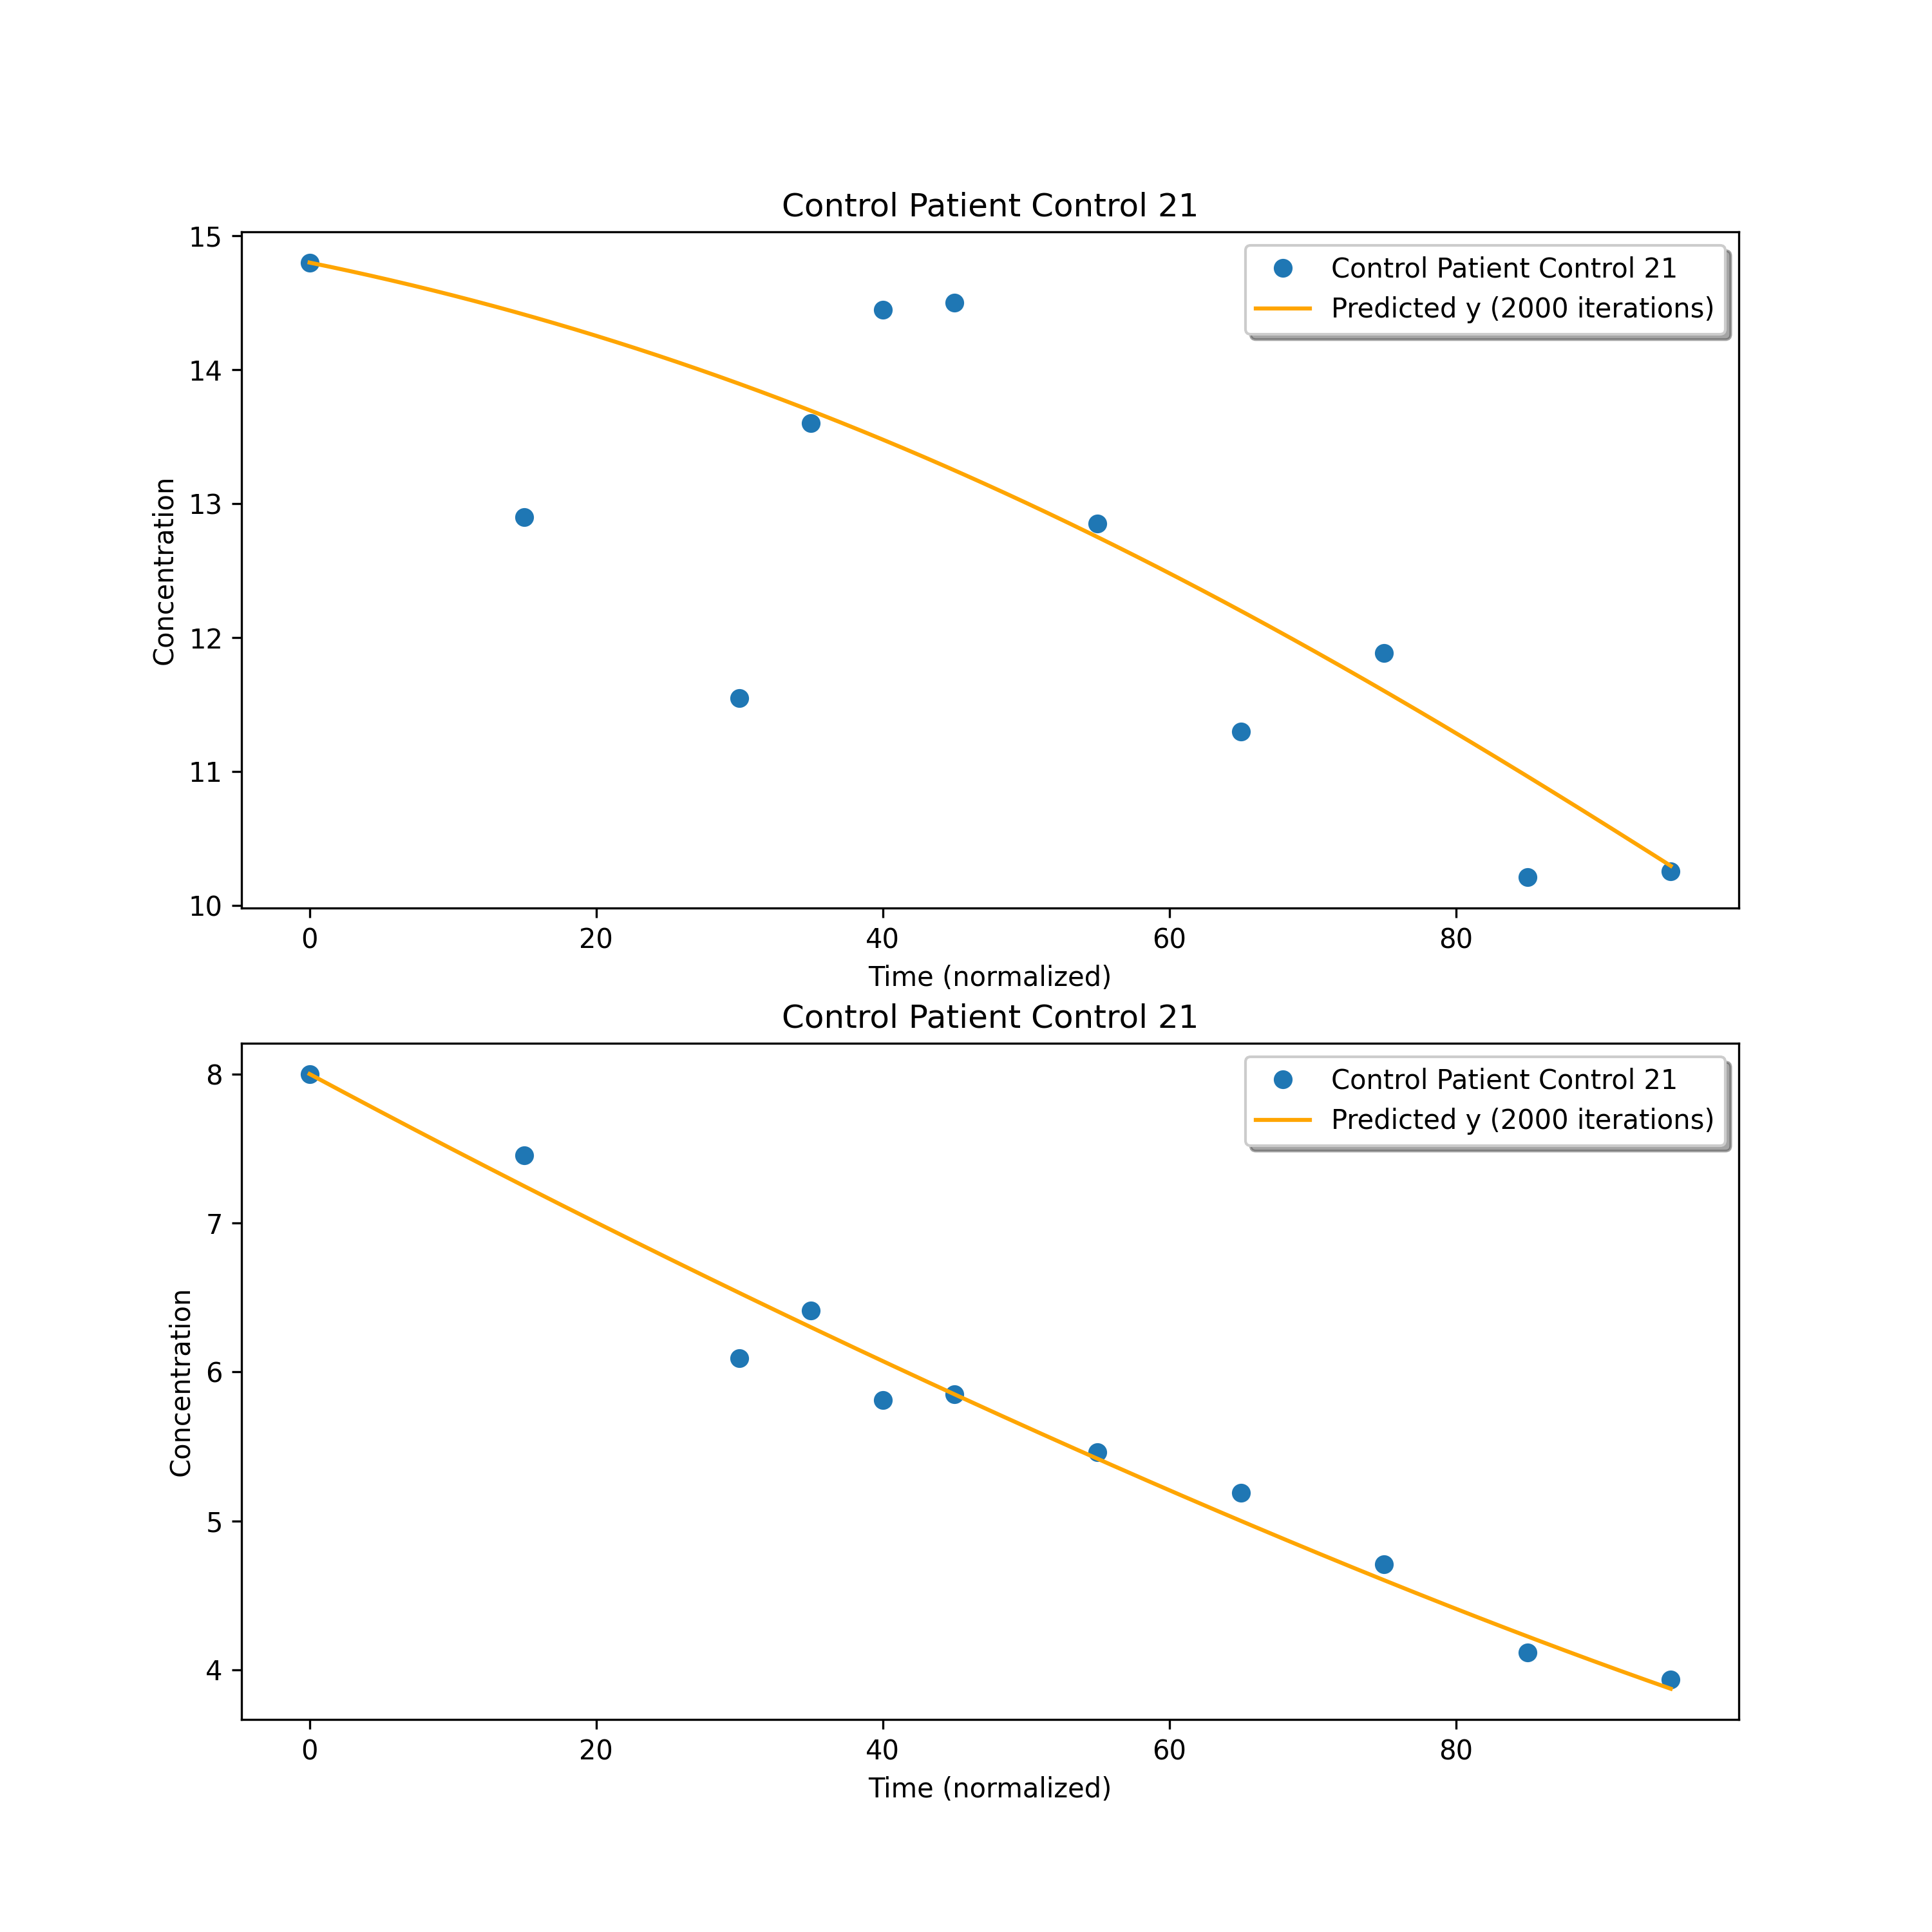 Control Patient Control 21
15
14
13
12
11
10
Concentration
Control Patient Control 21
Predicted y (2000 iterations)
0 20 40 60 80
Time (normalized)
Control Patient Control 21
8
7
6
5
4
Concentration
Control Patient Control 21
Predicted y (2000 iterations)
0 20 40 60 80
Time (normalized)